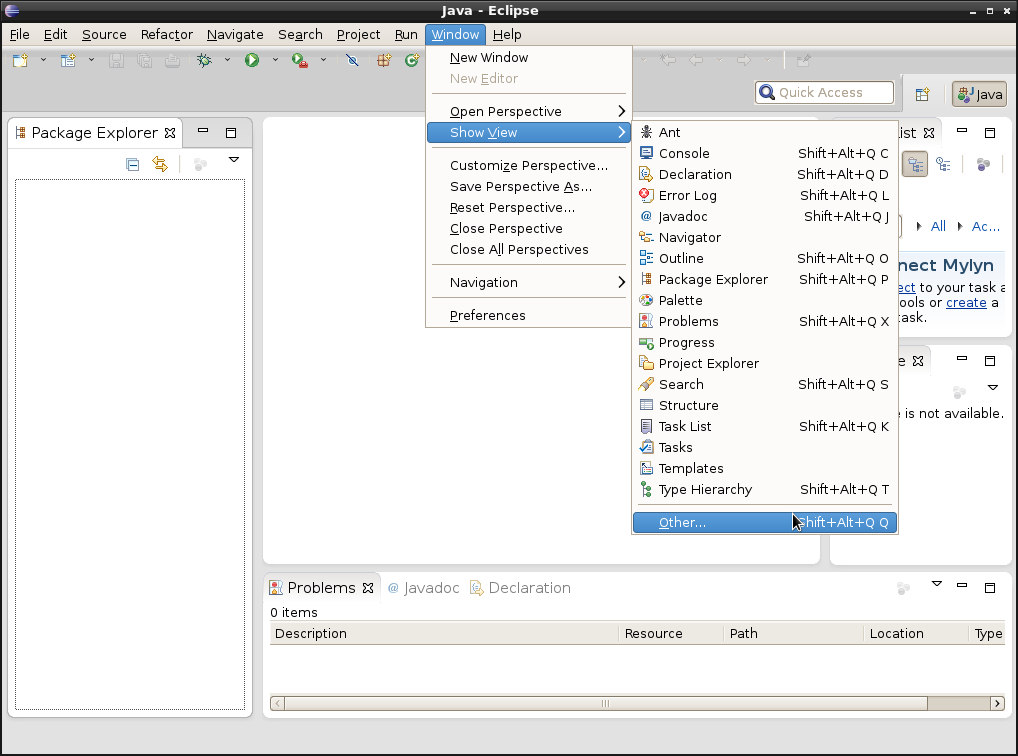 Java - Eclipse
File Edit Source Refactor Navigate Search Project Run Window Help
New Window
New Editor
Open Perspective
Show View
Customize Perspective...
Save Perspective As...
Reset Perspective...
Close Perspective
Close All Perspectives
Navigation
Preferences
Quick Access
Java
Package Explorer
Ant
Console Shift+Alt+Q C
Declaration Shift+Alt+Q D
Error Log Shift+Alt+Q L
Javadoc Shift+Alt+Q J
Navigator
Outline Shift+Alt+Q O
Package Explorer Shift+Alt+Q P
Palette
Problems Shift+Alt+Q X
Progress
Project Explorer
Search Shift+Alt+Q S
Structure
Task List Shift+Alt+Q K
Tasks
Templates
Type Hierarchy Shift+Alt+Q T
Other... Shift+Alt+Q Q
All Ac...
Mylyn
to your task
or create a
task.
is not available.
Problems Javadoc Declaration
0 items
Description Resource Path Location Type